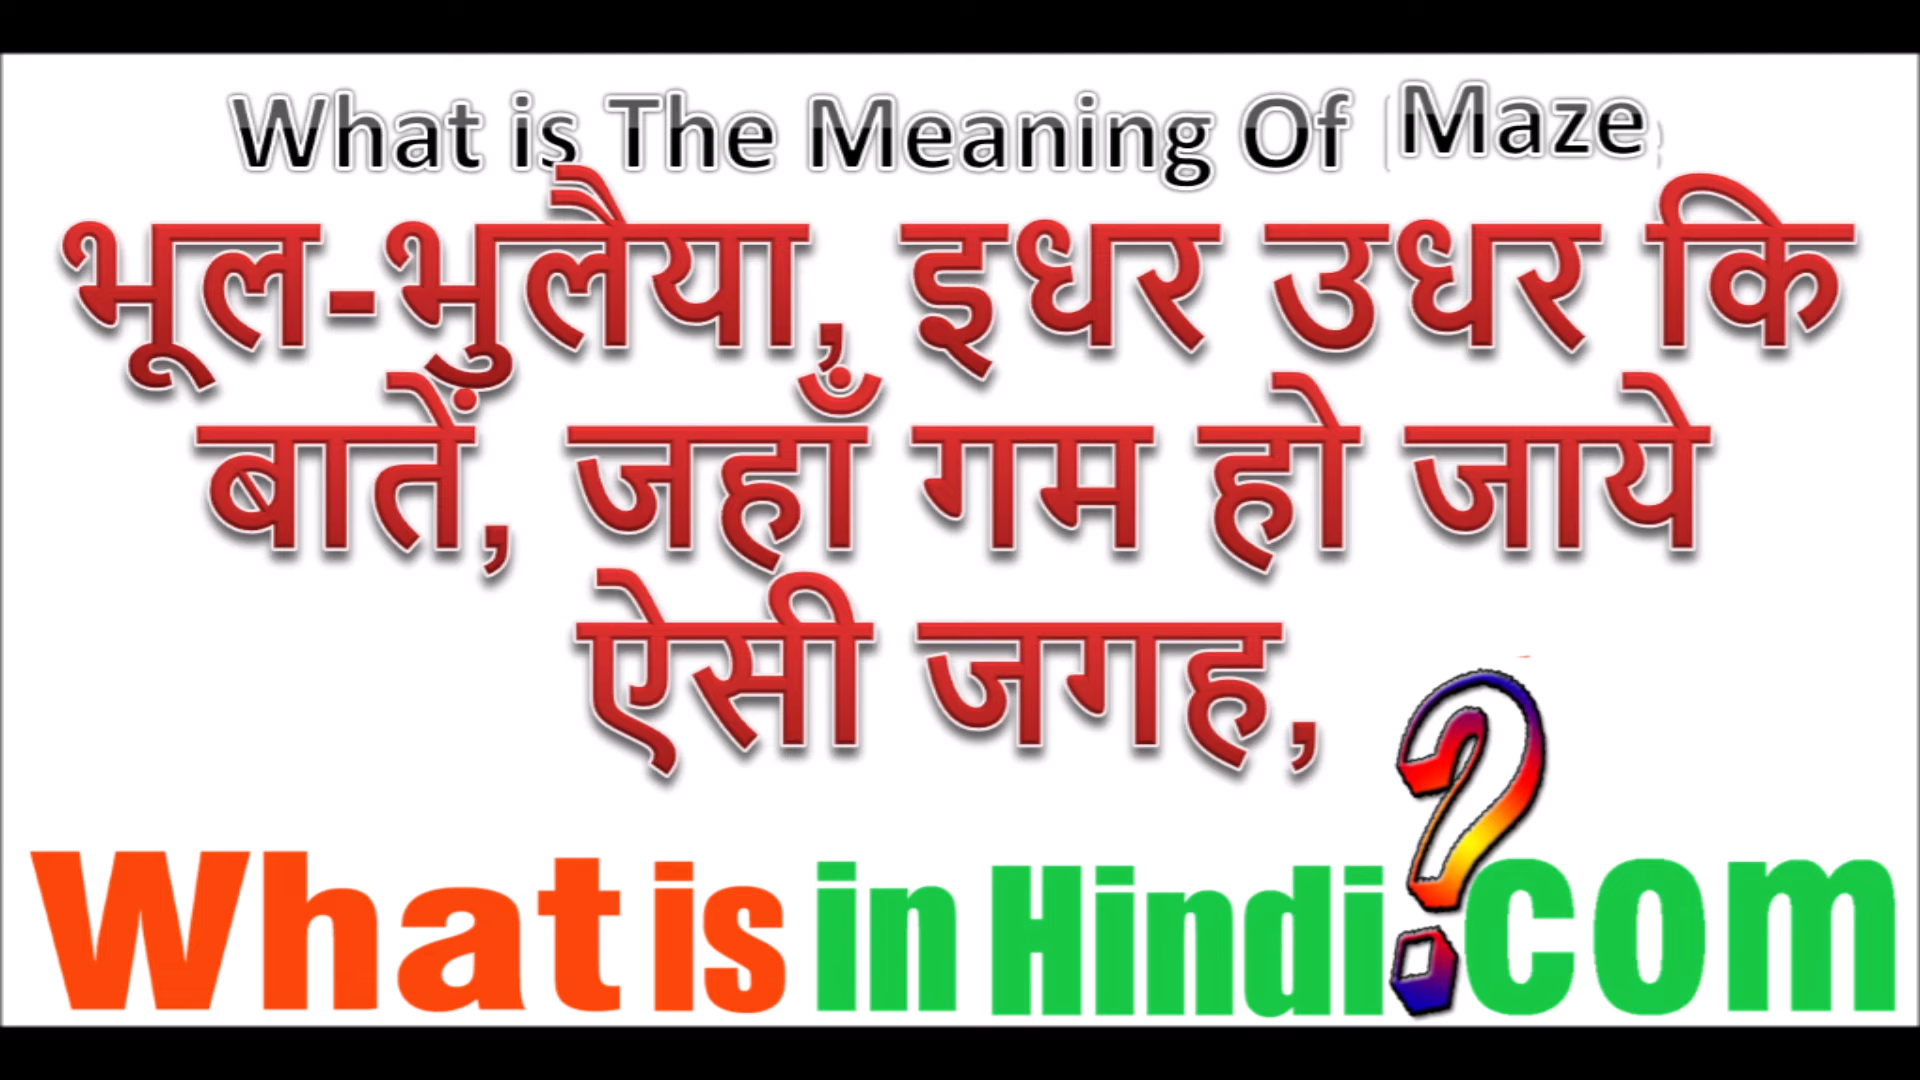 What is The Meaning Of Maze
भूल-भुलैया, इधर उधर कि
बातें, जहाँ गम हो जाये
ऐसी जगह,
What is in Hindi?com